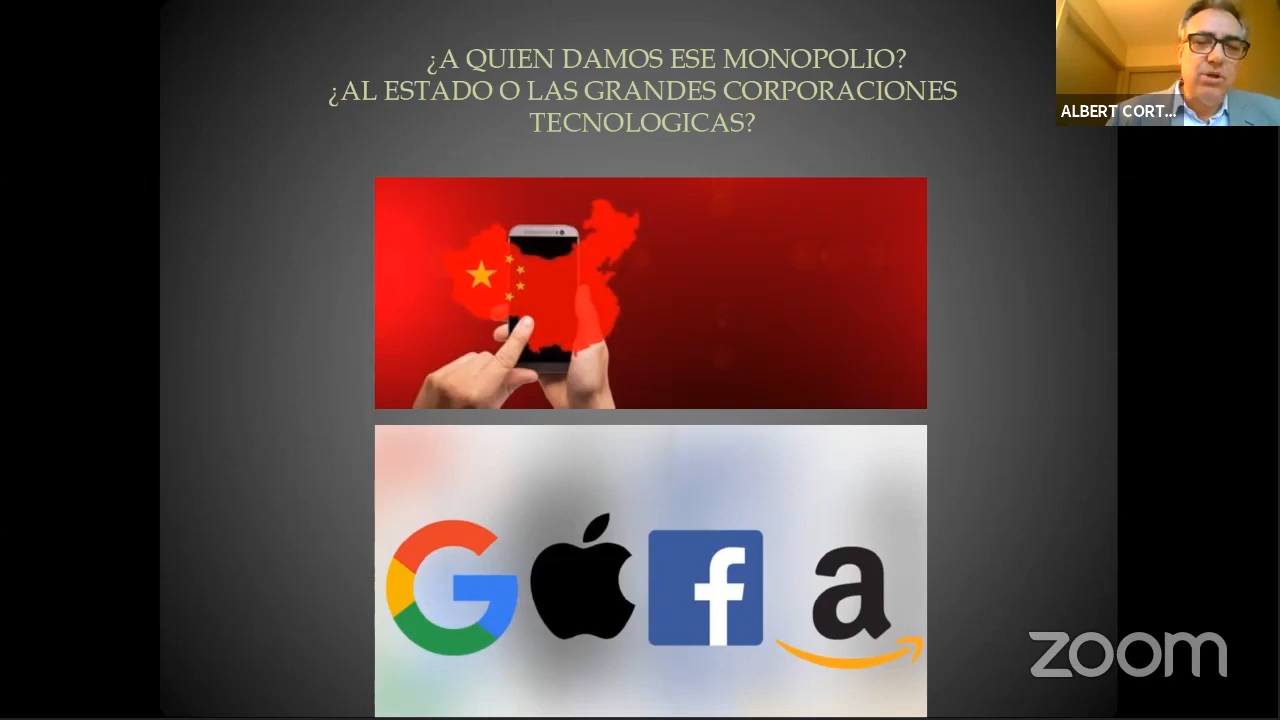 ¿A QUIEN DAMOS ESE MONOPOLIO?
¿AL ESTADO O LAS GRANDES CORPORACIONES
TECNOLOGICAS?
ALBERT CORT...
zoom